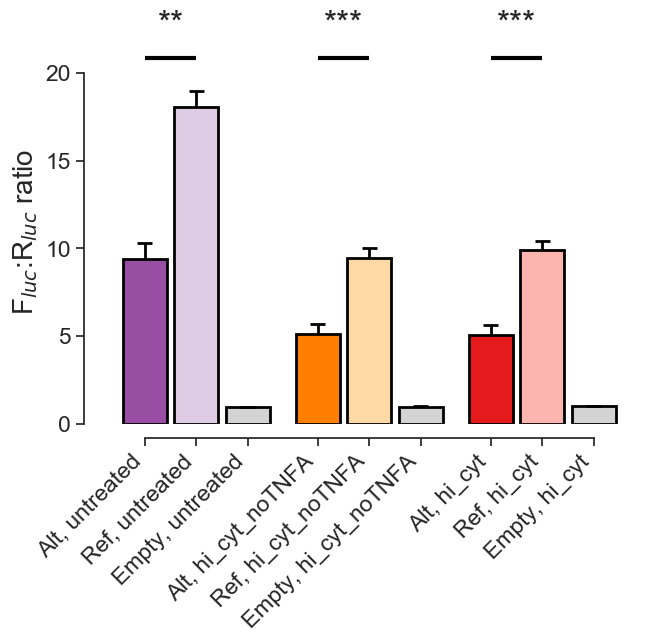 ** *** ***
20
15
10
5
0
Fluc:Rluc ratio
Alt, untreated
Ref, untreated
Empty, untreated
Alt, hi_cyt_noTNFA
Ref, hi_cyt_noTNFA
Empty, hi_cyt_noTNFA
Alt, hi_cyt
Ref, hi_cyt
Empty, hi_cyt